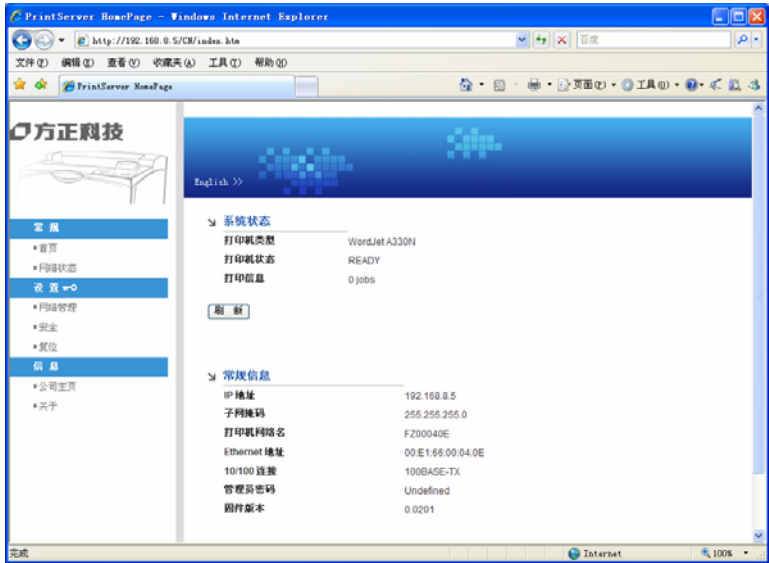 PrintServer HomePage - Windows Internet Explorer
http://192.168.0.5/CH/index.htm
百度
文件(F) 编辑(E) 查看(V) 收藏夹(A) 工具(T) 帮助(H)
PrintServer HomePage
页面(P) 工具(O)
方正科技
English >>
常 规
首页
网络状态
设 置
网络管理
安全
复位
信 息
公司主页
关于
系统状态
打印机类型 WordJet A330N
打印机状态 READY
打印信息 0 jobs
刷 新
常规信息
IP 地址 192.168.8.5
子网掩码 255.255.255.0
打印机网络名 FZ00040E
Ethernet 地址 00:E1:66:00:04:0E
10/100 连接 100BASE-TX
管理员密码 Undefined
固件版本 0.0201
完成 Internet 100%